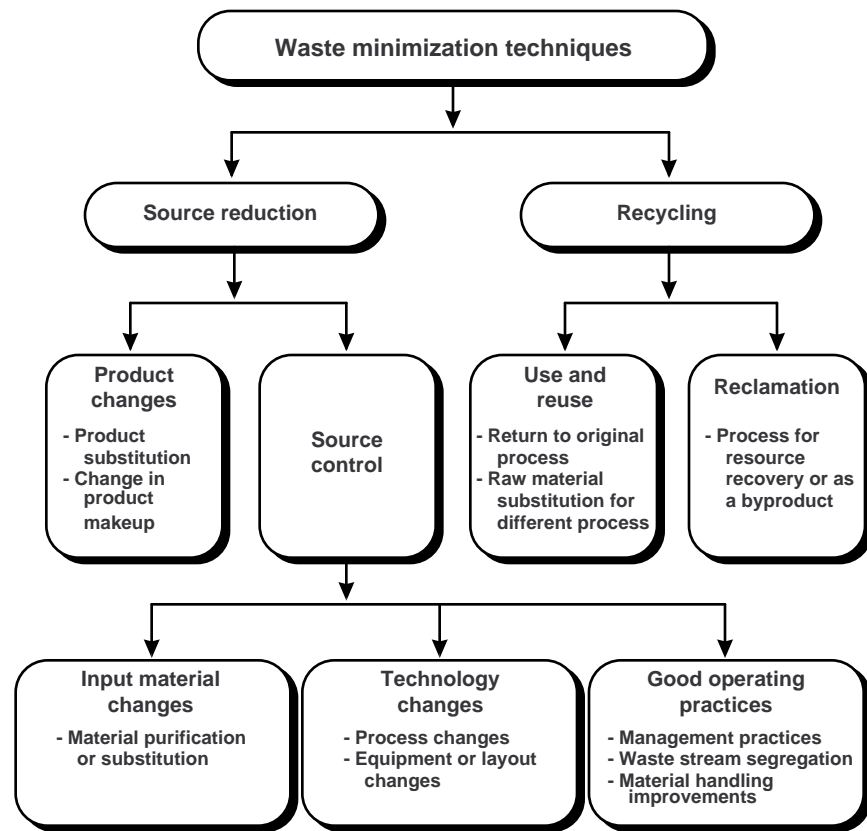 Waste minimization techniques
Source reduction
Recycling
Product
changes
- Product
substitution
- Change in
product
makeup
Source
control
Use and
reuse
- Return to original
process
- Raw material
substitution for
different process
Reclamation
- Process for
resource
recovery or as
a byproduct
Input material
changes
- Material purification
or substitution
Technology
changes
- Process changes
- Equipment or layout
changes
Good operating
practices
- Management practices
- Waste stream segregation
- Material handling
improvements